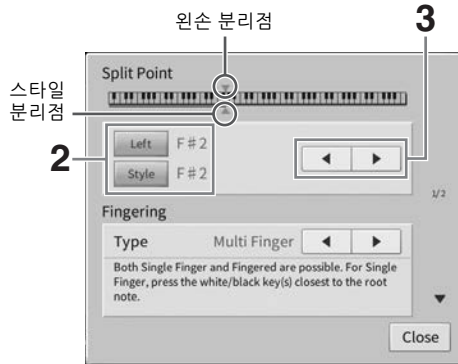 왼손 분리점
3
Split Point
스타일
분리점
2
Left F#2
Style F#2
1/2
Fingering
Type Multi Finger
Both Single Finger and Fingered are possible. For Single
Finger, press the white/black key(s) closest to the root
note.
Close